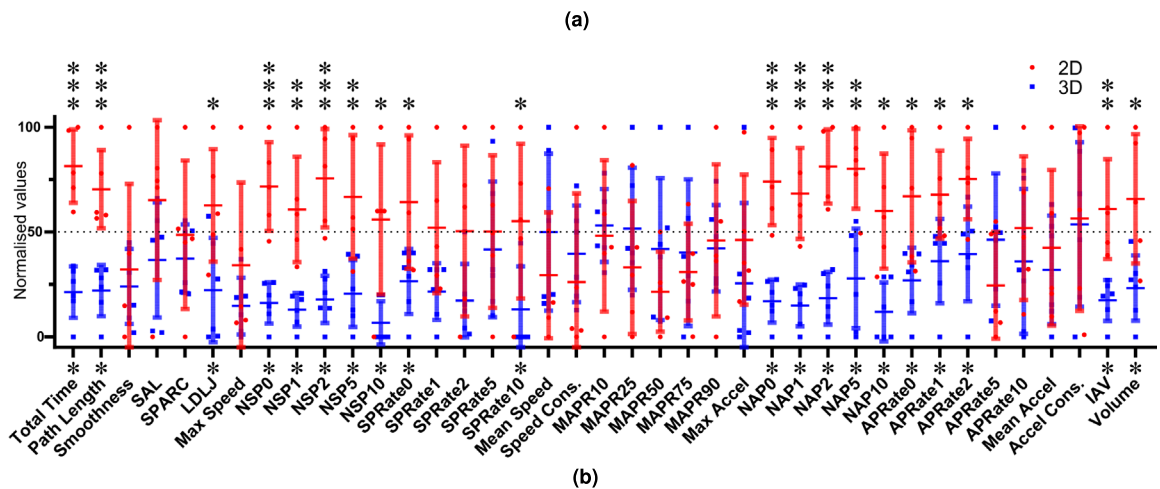 (a)
*** *** * *** ** *** ** * * * *** ** *** ** * * * * ** *
2D
3D
Normalised values
100
50
0
* * * * * * * * * * * * * * * * * * * *
Total Time
Path Length
Smoothness
SAL
SPARC
LDLJ
Max Speed
NSP0
NSP1
NSP2
NSP5
NSP10
SPRate0
SPRate1
SPRate2
SPRate5
SPRate10
Mean Speed
Speed Cons.
MAPR10
MAPR25
MAPR50
MAPR75
MAPR90
Max Accel
NAP0
NAP1
NAP2
NAP5
NAP10
APRate0
APRate1
APRate2
APRate5
APRate10
Mean Accel
Accel Cons.
IAV
Volume
(b)